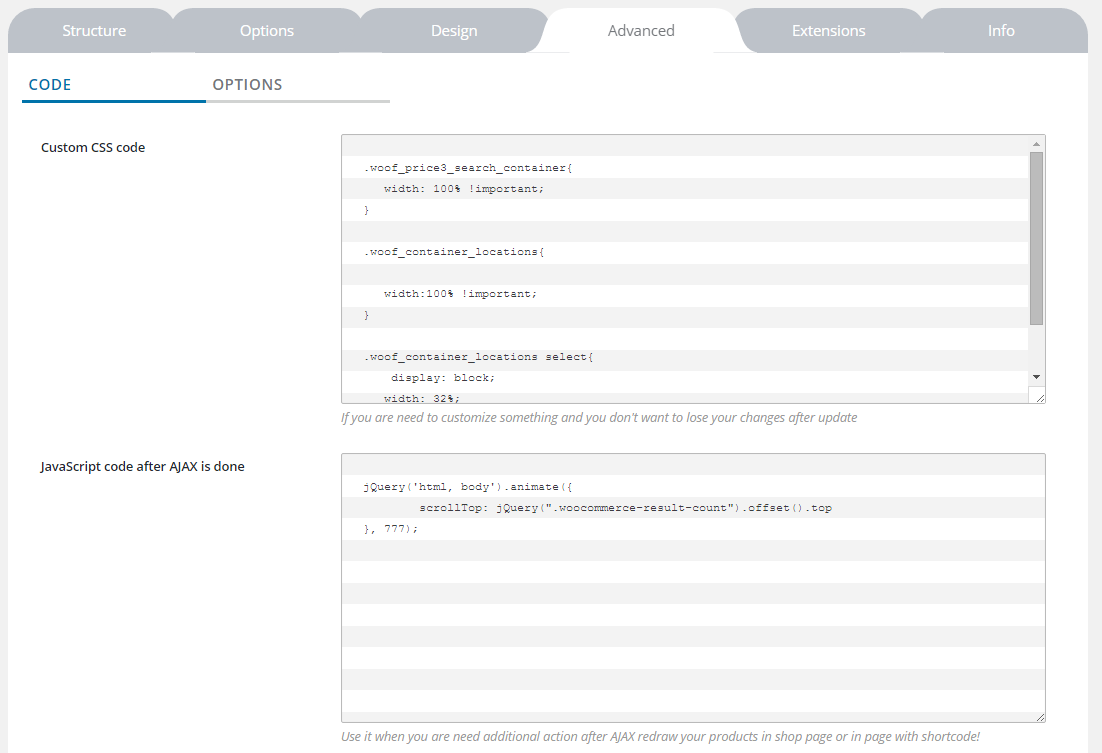 Structure Options Design Advanced Extensions Info
CODE OPTIONS
Custom CSS code
.woof_price3_search_container{
width: 100% !important;
}
.woof_container_locations{
width:100% !important;
}
.woof_container_locations select{
display: block;
width: 32%;
If you are need to customize something and you don't want to lose your changes after update
JavaScript code after AJAX is done
jQuery('html, body').animate({
scrollTop: jQuery(".woocommerce-result-count").offset().top
}, 777);
Use it when you are need additional action after AJAX redraw your products in shop page or in page with shortcode!